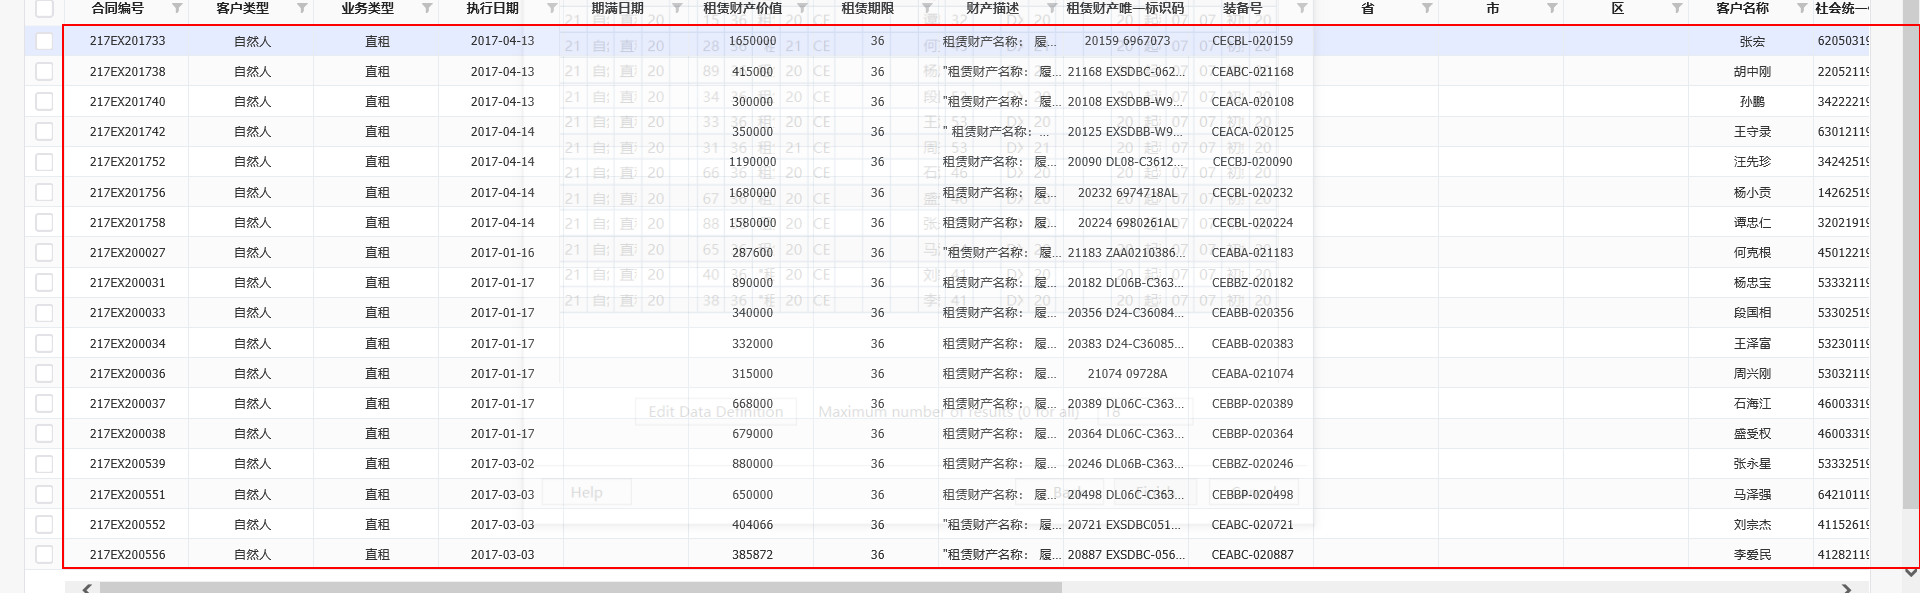 合同编号 客户类型 业务类型 执行日期 期满日期 租赁财产价值 租赁期限 财产描述 租赁财产唯一标识码 装备号 省 市 区 客户名称 社会统一
217EX201733 自然人 直租 2017-04-13 1650000 36 租赁财产名称： 履... 20159 6967073 CECBL-020159 张宏 62050319
217EX201738 自然人 直租 2017-04-13 415000 36 "租赁财产名称： 履... 21168 EXSDBC-062... CEABC-021168 胡中刚 22052119
217EX201740 自然人 直租 2017-04-13 300000 36 "租赁财产名称： 履... 20108 EXSDBB-W9... CEACA-020108 孙鹏 34222219
217EX201742 自然人 直租 2017-04-14 350000 36 " 租赁财产名称： ... 20125 EXSDBB-W9... CEACA-020125 王守录 63012119
217EX201752 自然人 直租 2017-04-14 1190000 36 租赁财产名称： 履... 20090 DL08-C3612... CECBJ-020090 汪先珍 34242519
217EX201756 自然人 直租 2017-04-14 1680000 36 租赁财产名称： 履... 20232 6974718AL CECBL-020232 杨小贡 14262519
217EX201758 自然人 直租 2017-04-14 1580000 36 租赁财产名称： 履... 20224 6980261AL CECBL-020224 谭忠仁 32021919
217EX200027 自然人 直租 2017-01-16 287600 36 "租赁财产名称： 履... 21183 ZAA0210386... CEABA-021183 何克根 45012219
217EX200031 自然人 直租 2017-01-17 890000 36 租赁财产名称： 履... 20182 DL06B-C363... CEBBZ-020182 杨忠宝 53332119
217EX200033 自然人 直租 2017-01-17 340000 36 租赁财产名称： 履... 20356 D24-C36084... CEABB-020356 段国相 53302519
217EX200034 自然人 直租 2017-01-17 332000 36 租赁财产名称： 履... 20383 D24-C36085... CEABB-020383 王泽富 53230119
217EX200036 自然人 直租 2017-01-17 315000 36 租赁财产名称： 履... 21074 09728A CEABA-021074 周兴刚 53032119
217EX200037 自然人 直租 2017-01-17 668000 36 租赁财产名称： 履... 20389 DL06C-C363... CEBBP-020389 石海江 46003319
Edit Data Definition Maximum number of results (0 for all) 16
217EX200038 自然人 直租 2017-01-17 679000 36 租赁财产名称： 履... 20364 DL06C-C363... CEBBP-020364 盛受权 46003319
217EX200539 自然人 直租 2017-03-02 880000 36 租赁财产名称： 履... 20246 DL06B-C363... CEBBZ-020246 张永星 53332519
217EX200551 自然人 直租 2017-03-03 650000 36 租赁财产名称： 履... 20498 DL06C-C363... CEBBP-020498 马泽强 64210119
Help
217EX200552 自然人 直租 2017-03-03 404066 36 "租赁财产名称： 履... 20721 EXSDBC051... CEABC-020721 刘宗杰 41152619
217EX200556 自然人 直租 2017-03-03 385872 36 "租赁财产名称： 履... 20887 EXSDBC-056... CEABC-020887 李爱民 41282119